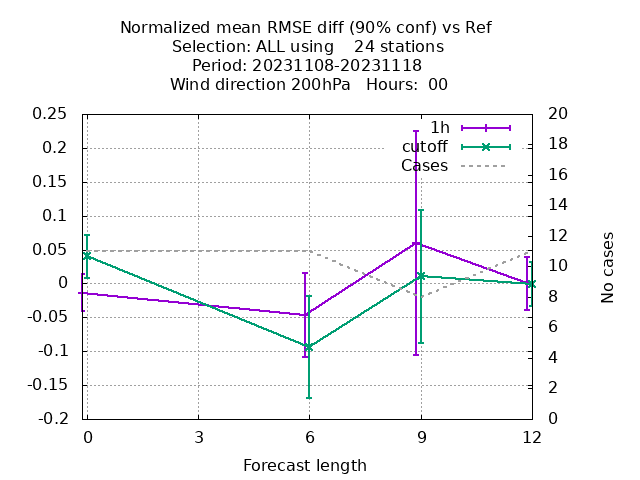 Normalized mean RMSE diff (90% conf) vs Ref
Selection: ALL using    24 stations
Period: 20231108-20231118
Wind direction 200hPa   Hours:  00
0.25
0.2
0.15
0.1
0.05
0
-0.05
-0.1
-0.15
-0.2
1h
cutoff
Cases
20
18
16
14
12
10
8
6
4
2
0
No cases
0 3 6 9 12
Forecast length